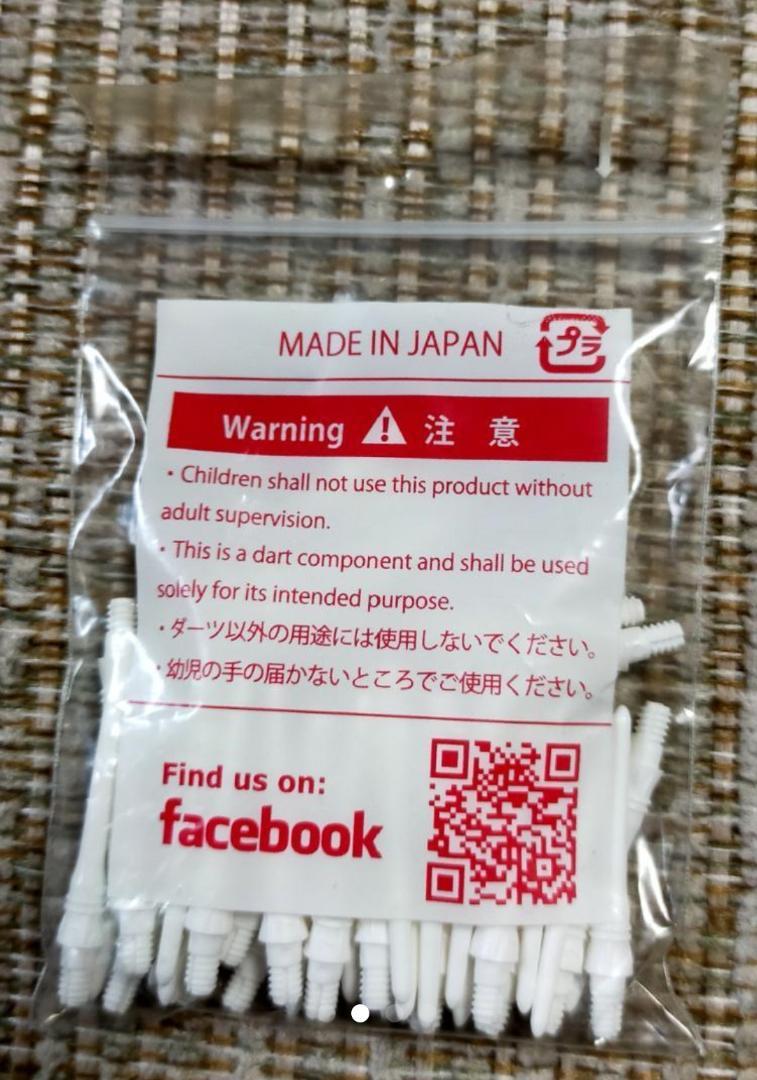 MADE IN JAPAN
プラ
Warning ! 注 意
・Children shall not use this product without
adult supervision.
・This is a dart component and shall be used
solely for its intended purpose.
・ダーツ以外の用途には使用しないでください。
・幼児の手の届かないところでご使用ください。
Find us on:
facebook